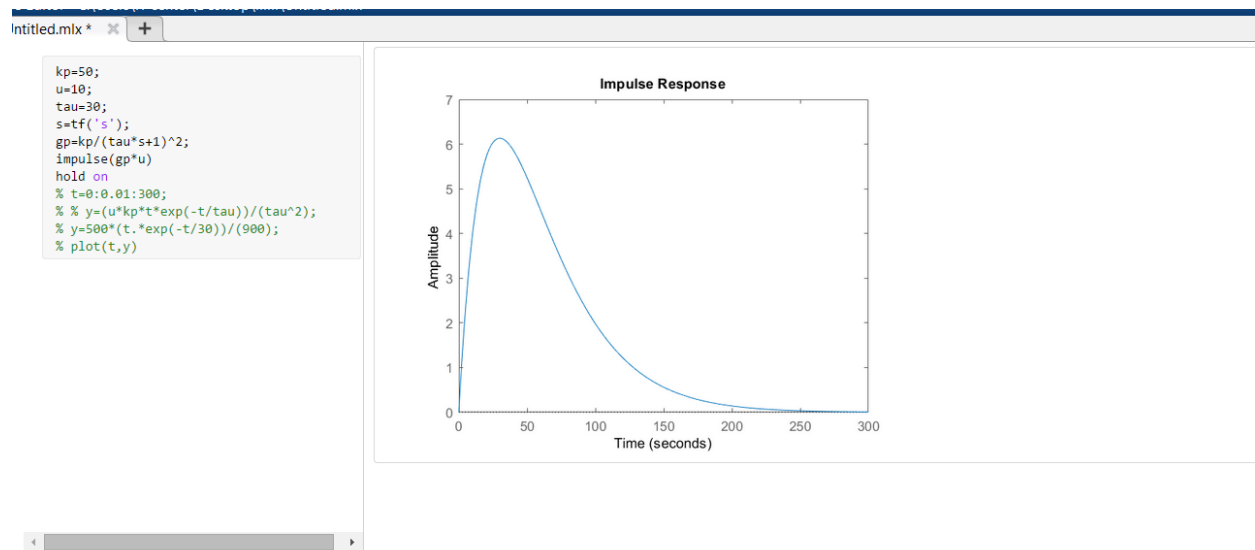 ntitled.mlx *
kp=50;
u=10;
tau=30;
s=tf('s');
gp=kp/(tau*s+1)^2;
impulse(gp*u)
hold on
% t=0:0.01:300;
% % y=(u*kp*t*exp(-t/tau))/(tau^2);
% y=500*(t.*exp(-t/30))/(900);
% plot(t,y)
Impulse Response
7
6
5
4
3
2
1
0
Amplitude
0 50 100 150 200 250 300
Time (seconds)